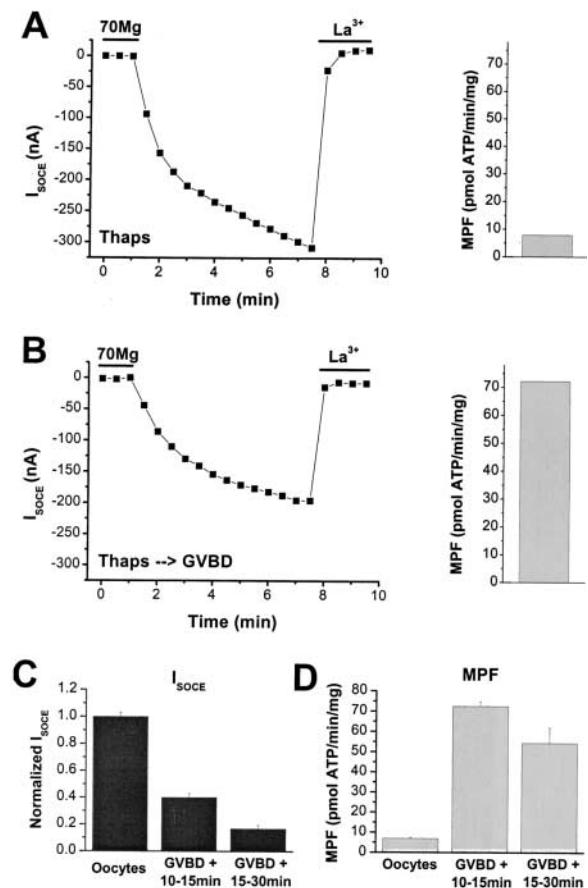 A
70Mg
La3+
0
-50
-100
-150
-200
-250
-300
ISOCE (nA)
Thaps
0 2 4 6 8 10
Time (min)
70
60
50
40
30
20
10
0
MPF (pmol ATP/min/mg)
B
70Mg
La3+
0
-50
-100
-150
-200
-250
-300
ISOCE (nA)
Thaps --> GVBD
0 2 4 6 8 10
Time (min)
70
60
50
40
30
20
10
0
MPF (pmol ATP/min/mg)
C
ISOCE
1.2
1.0
0.8
0.6
0.4
0.2
0.0
Normalized ISOCE
Oocytes GVBD + GVBD +
10-15min 15-30min
D
MPF
80
70
60
50
40
30
20
10
0
MPF (pmol ATP/min/mg)
Oocytes GVBD + GVBD +
10-15min 15-30min